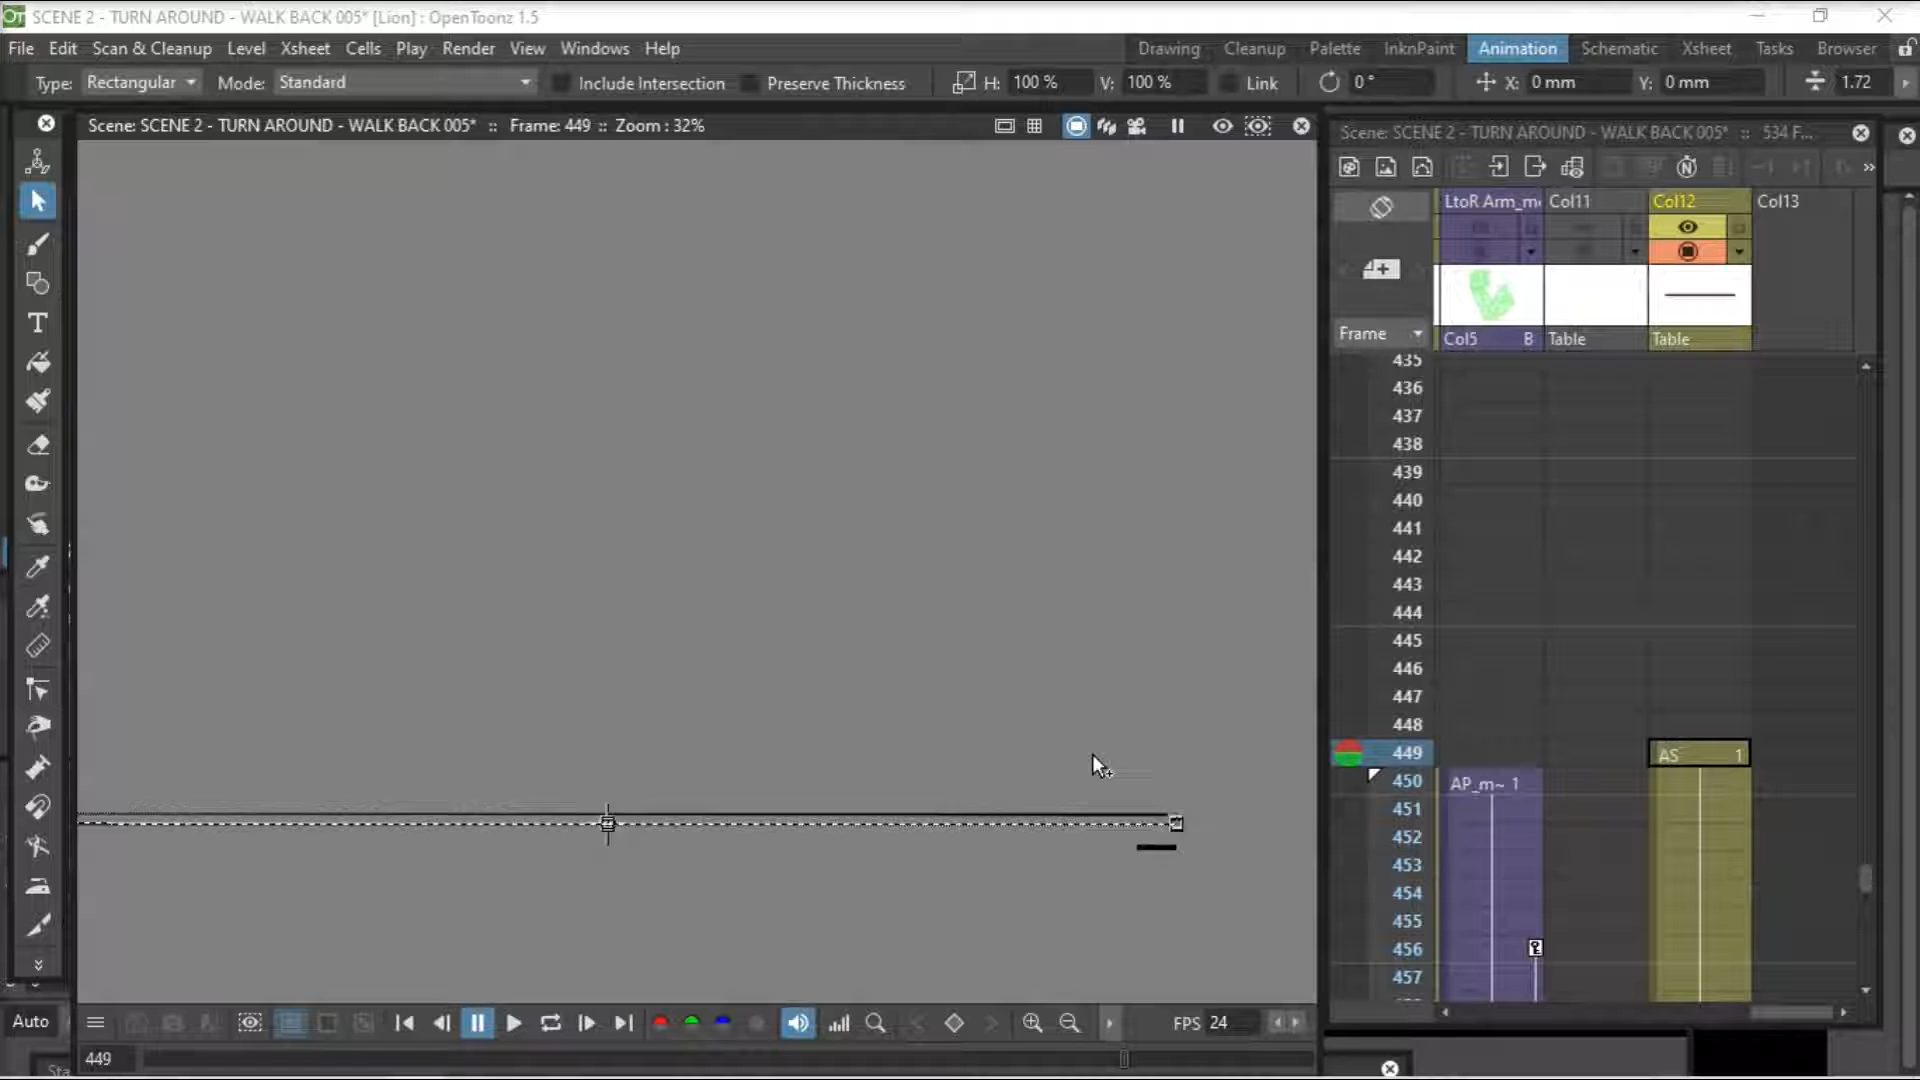 SCENE 2 - TURN AROUND - WALK BACK 005* [Lion] : OpenToonz 1.5
File Edit Scan & Cleanup Level Xsheet Cells Play Render View Windows Help
Drawing Cleanup Palette InknPaint Animation Schematic Xsheet Tasks Browser
Type: Rectangular Mode: Standard Include Intersection Preserve Thickness H: 100 % V: 100 % Link 0 ° X: 0 mm Y: 0 mm 1.72
Scene: SCENE 2 - TURN AROUND - WALK BACK 005* :: Frame: 449 :: Zoom : 32%
Scene: SCENE 2 - TURN AROUND - WALK BACK 005* :: 534 F...
LtoR Arm_m Col11 Col12 Col13
Frame Col5 B Table Table
435
436
437
438
439
440
441
442
443
444
445
446
447
448
449 AS 1
450 AP_m~ 1
451
452
453
454
455
456
457
Auto FPS 24
449
Sta